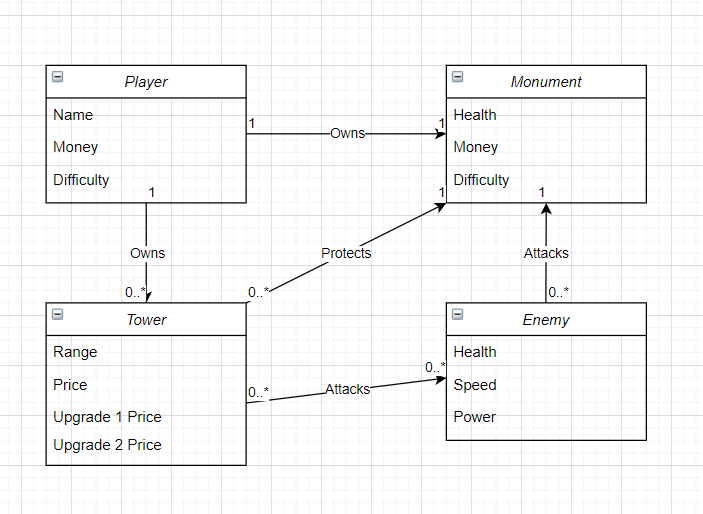 Player
Name
Money
Difficulty
1
Owns
1
Monument
Health
Money
Difficulty
1
Owns
0..*
0..*
Protects
1
1
Attacks
0..*
Tower
Range
Price
Upgrade 1 Price
Upgrade 2 Price
0..*
Attacks
0..*
Enemy
Health
Speed
Power